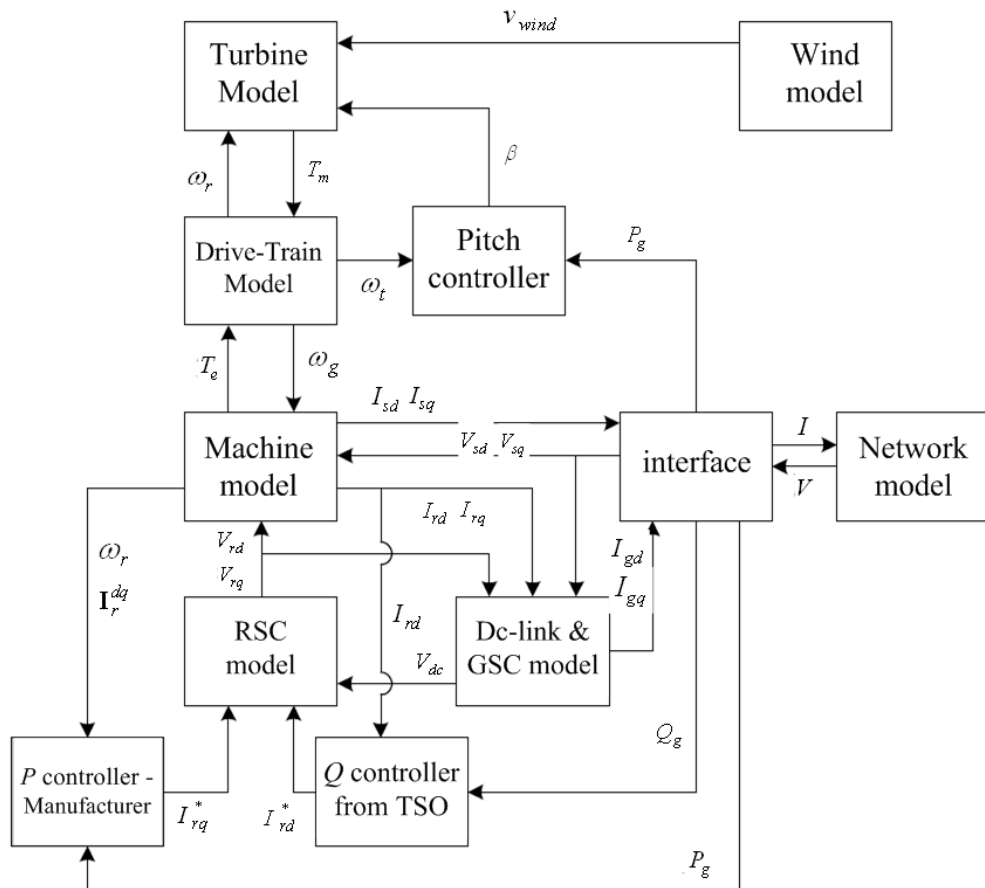 v_wind
Turbine
Model
Wind
model
β
ω_r
T_m
Drive-Train
Model
Pitch
controller
P_g
ω_t
T_e
ω_g
I_sd I_sq
Machine
model
V_sd V_sq
interface
I
V
Network
model
I_rd I_rq
V_rd
V_rq
ω_r
I_r^dq
I_gd
I_gq
RSC
model
I_rd
Dc-link &
GSC model
V_dc
Q_g
P controller -
Manufacturer
I_rq^*
I_rd^*
Q controller
from TSO
P_g